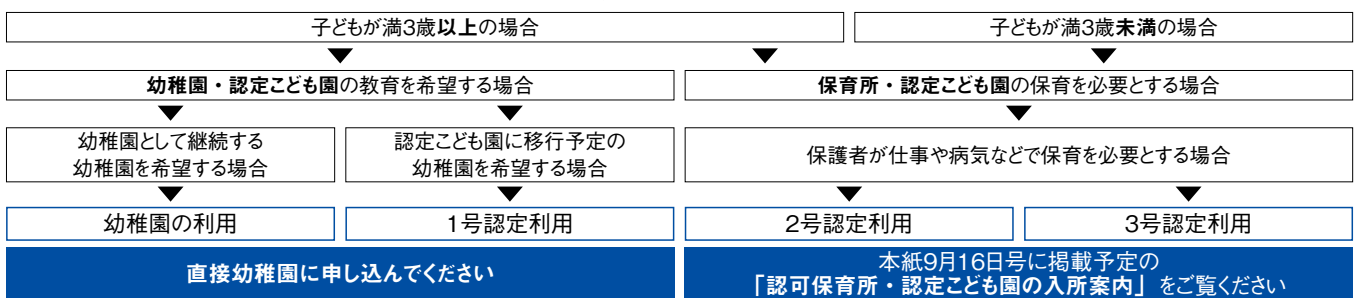 子どもが満3歳以上の場合
子どもが満3歳未満の場合
幼稚園・認定こども園の教育を希望する場合
保育所・認定こども園の保育を必要とする場合
幼稚園として継続する
幼稚園を希望する場合
認定こども園に移行予定の
幼稚園を希望する場合
保護者が仕事や病気などで保育を必要とする場合
幼稚園の利用
1号認定利用
2号認定利用
3号認定利用
直接幼稚園に申し込んでください
本紙9月16日号に掲載予定の
「認可保育所・認定こども園の入所案内」をご覧ください